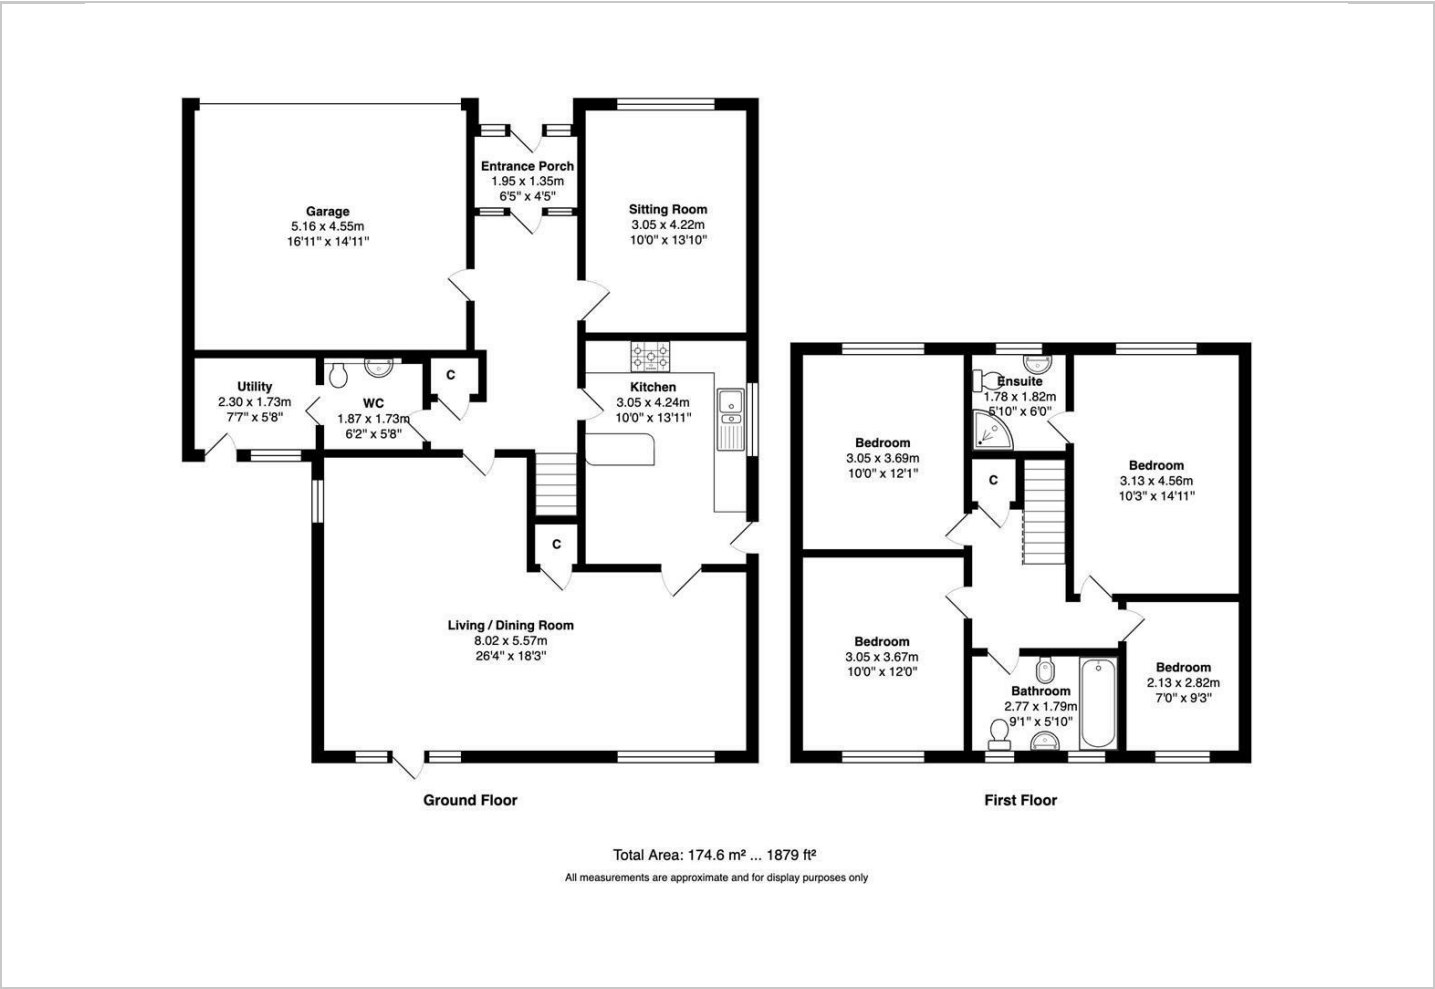 Entrance Porch
1.95 x 1.35m
6'5" x 4'5"
Garage
5.16 x 4.55m
16'11" x 14'11"
Sitting Room
3.05 x 4.22m
10'0" x 13'10"
Utility
2.30 x 1.73m
7'7" x 5'8"
WC
1.87 x 1.73m
6'2" x 5'8"
C
Kitchen
3.05 x 4.24m
10'0" x 13'11"
C
Living / Dining Room
8.02 x 5.57m
26'4" x 18'3"
Ground Floor
Bedroom
3.05 x 3.69m
10'0" x 12'1"
Ensuite
1.78 x 1.82m
5'10" x 6'0"
C
Bedroom
3.13 x 4.56m
10'3" x 14'11"
Bedroom
3.05 x 3.67m
10'0" x 12'0"
Bathroom
2.77 x 1.79m
9'1" x 5'10"
Bedroom
2.13 x 2.82m
7'0" x 9'3"
First Floor
Total Area: 174.6 m² ... 1879 ft²
All measurements are approximate and for display purposes only